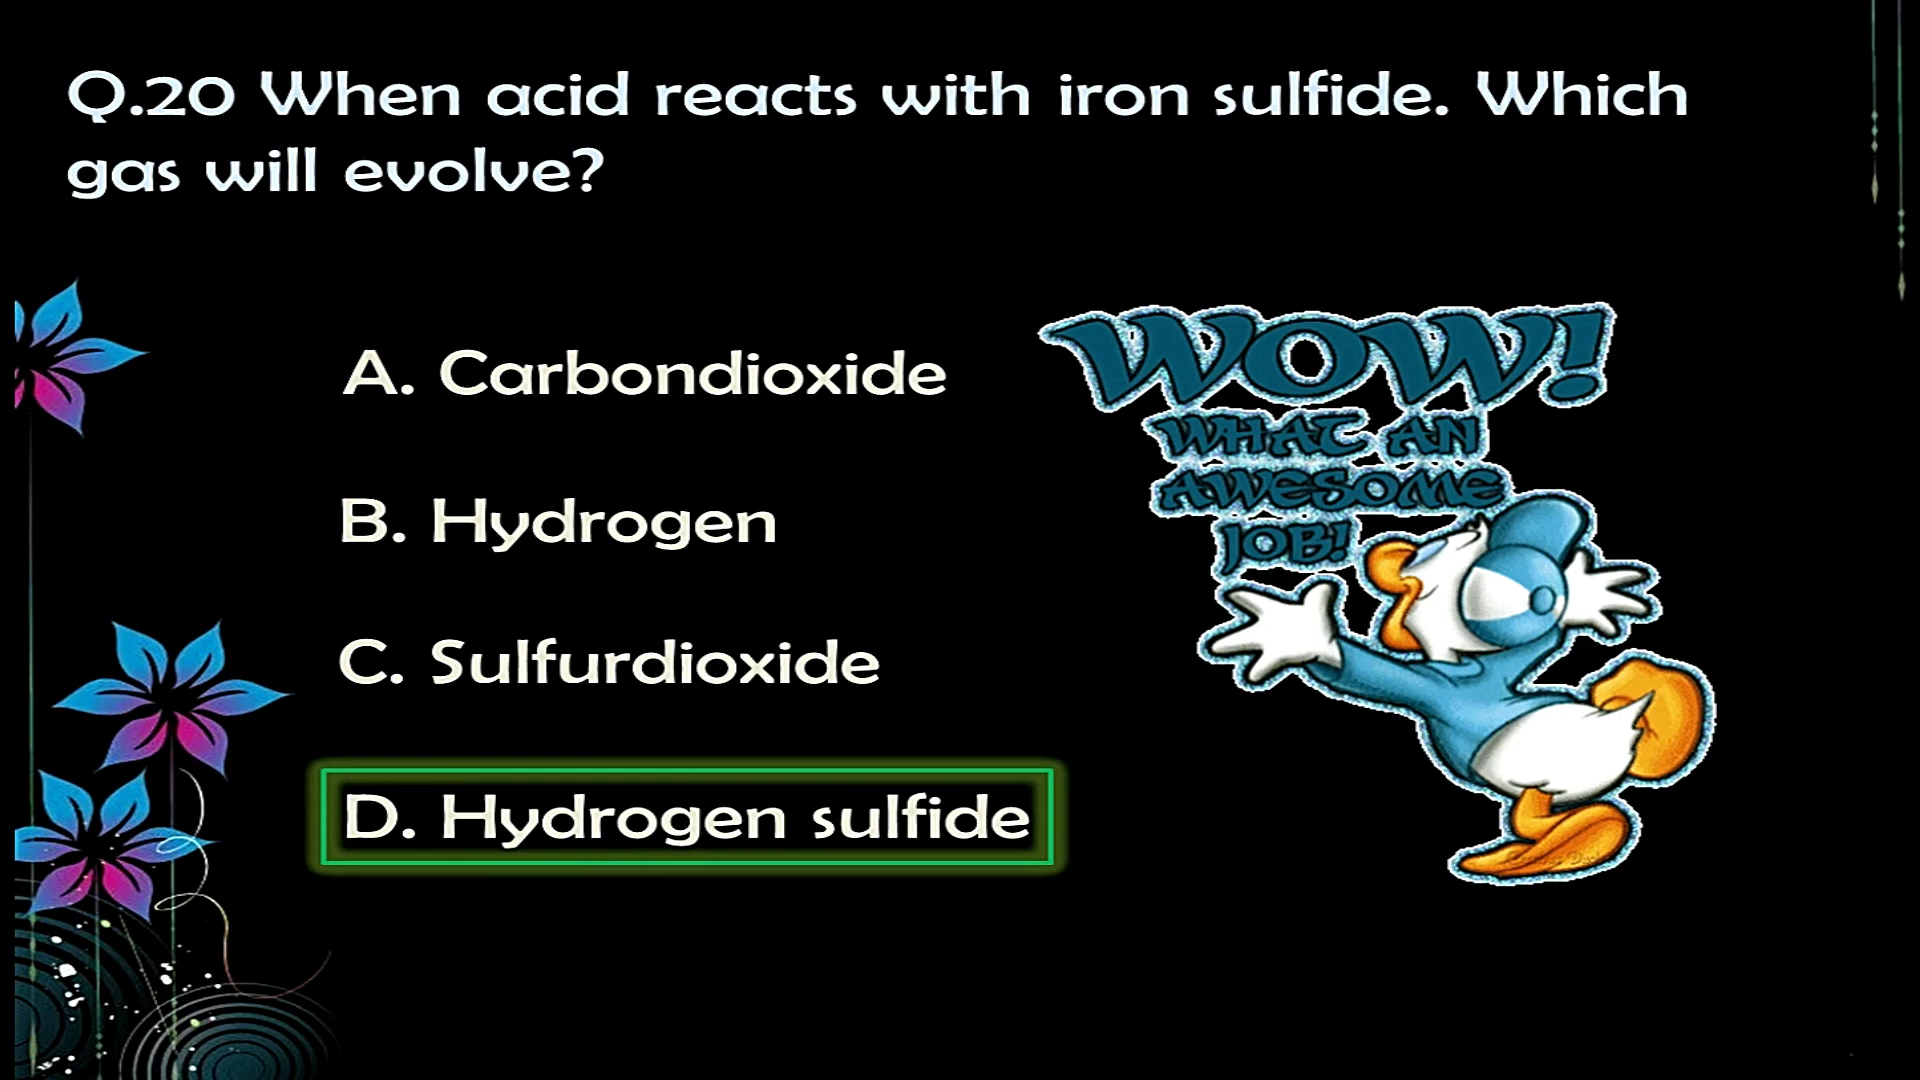 Q.20 When acid reacts with iron sulfide. Which
gas will evolve?
A. Carbondioxide
B. Hydrogen
C. Sulfurdioxide
D. Hydrogen sulfide
WOW!
WHAT AN
AWESOME
JOB!